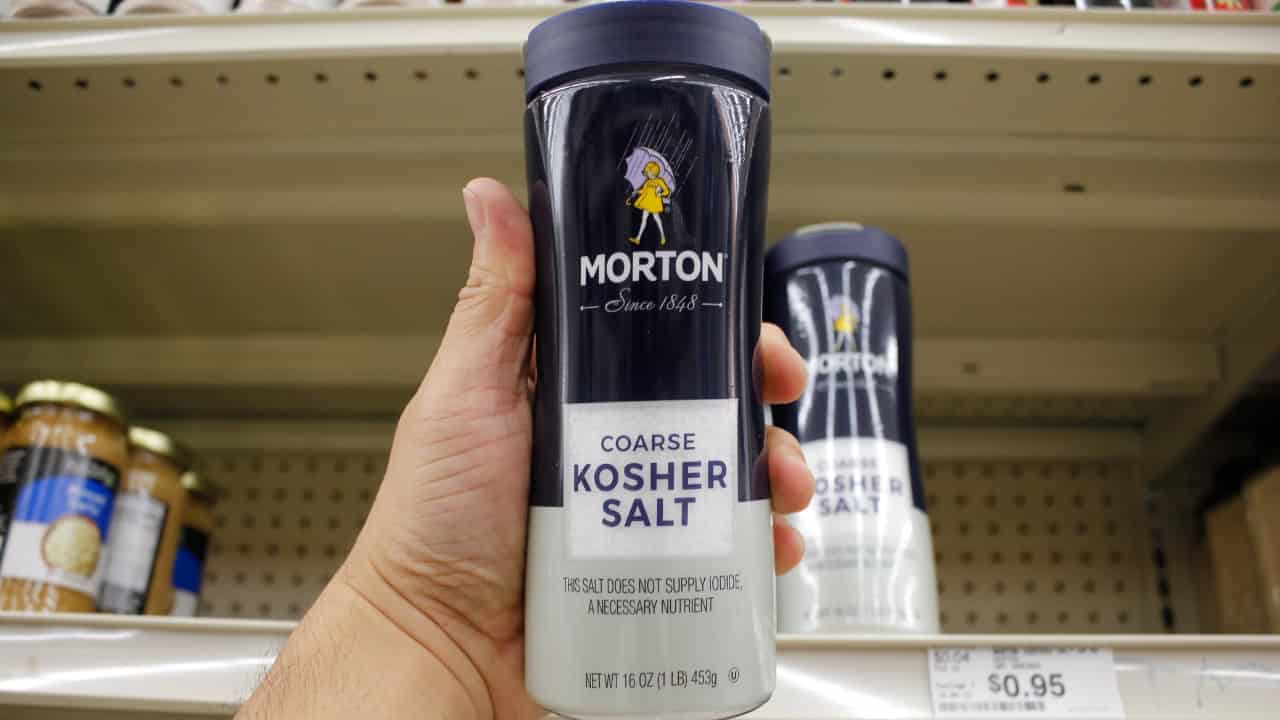 MORTON
Since 1848
COARSE
KOSHER
SALT
THIS SALT DOES NOT SUPPLY IODIDE,
A NECESSARY NUTRIENT
NET WT 16 OZ (1 LB) 453g
MORTON
COARSE
KOSHER
SALT
$0.95